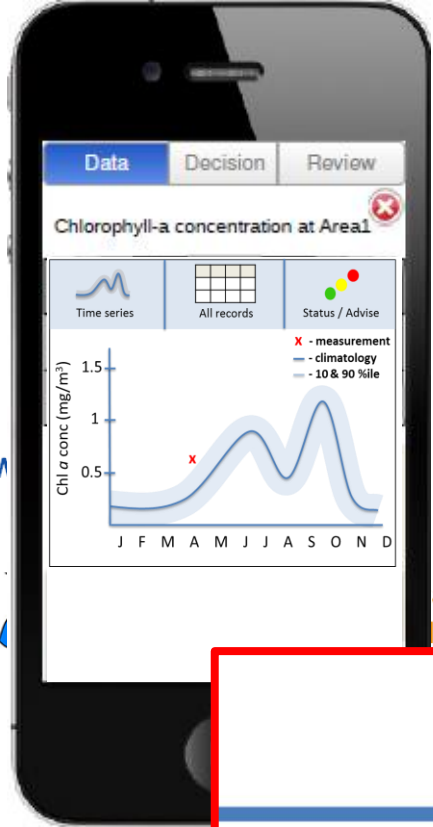 Data Decision Review
Chlorophyll-a concentration at Area1
Time series All records Status / Advise
X - measurement
- climatology
- 10 & 90 %ile
Chl a conc (mg/m³)
1.5
1
0.5
J F M A M J J A S O N D